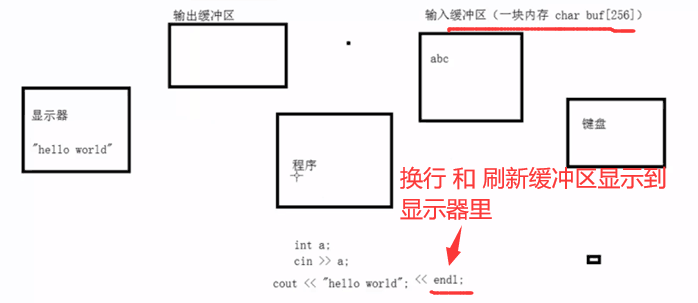 输出缓冲区
输入缓冲区（一块内存 char buf[256]）
abc
显示器
"hello world"
键盘
程序
换行 和 刷新缓冲区显示到
显示器里
int a;
cin >> a;
cout << "hello world"; << endl;